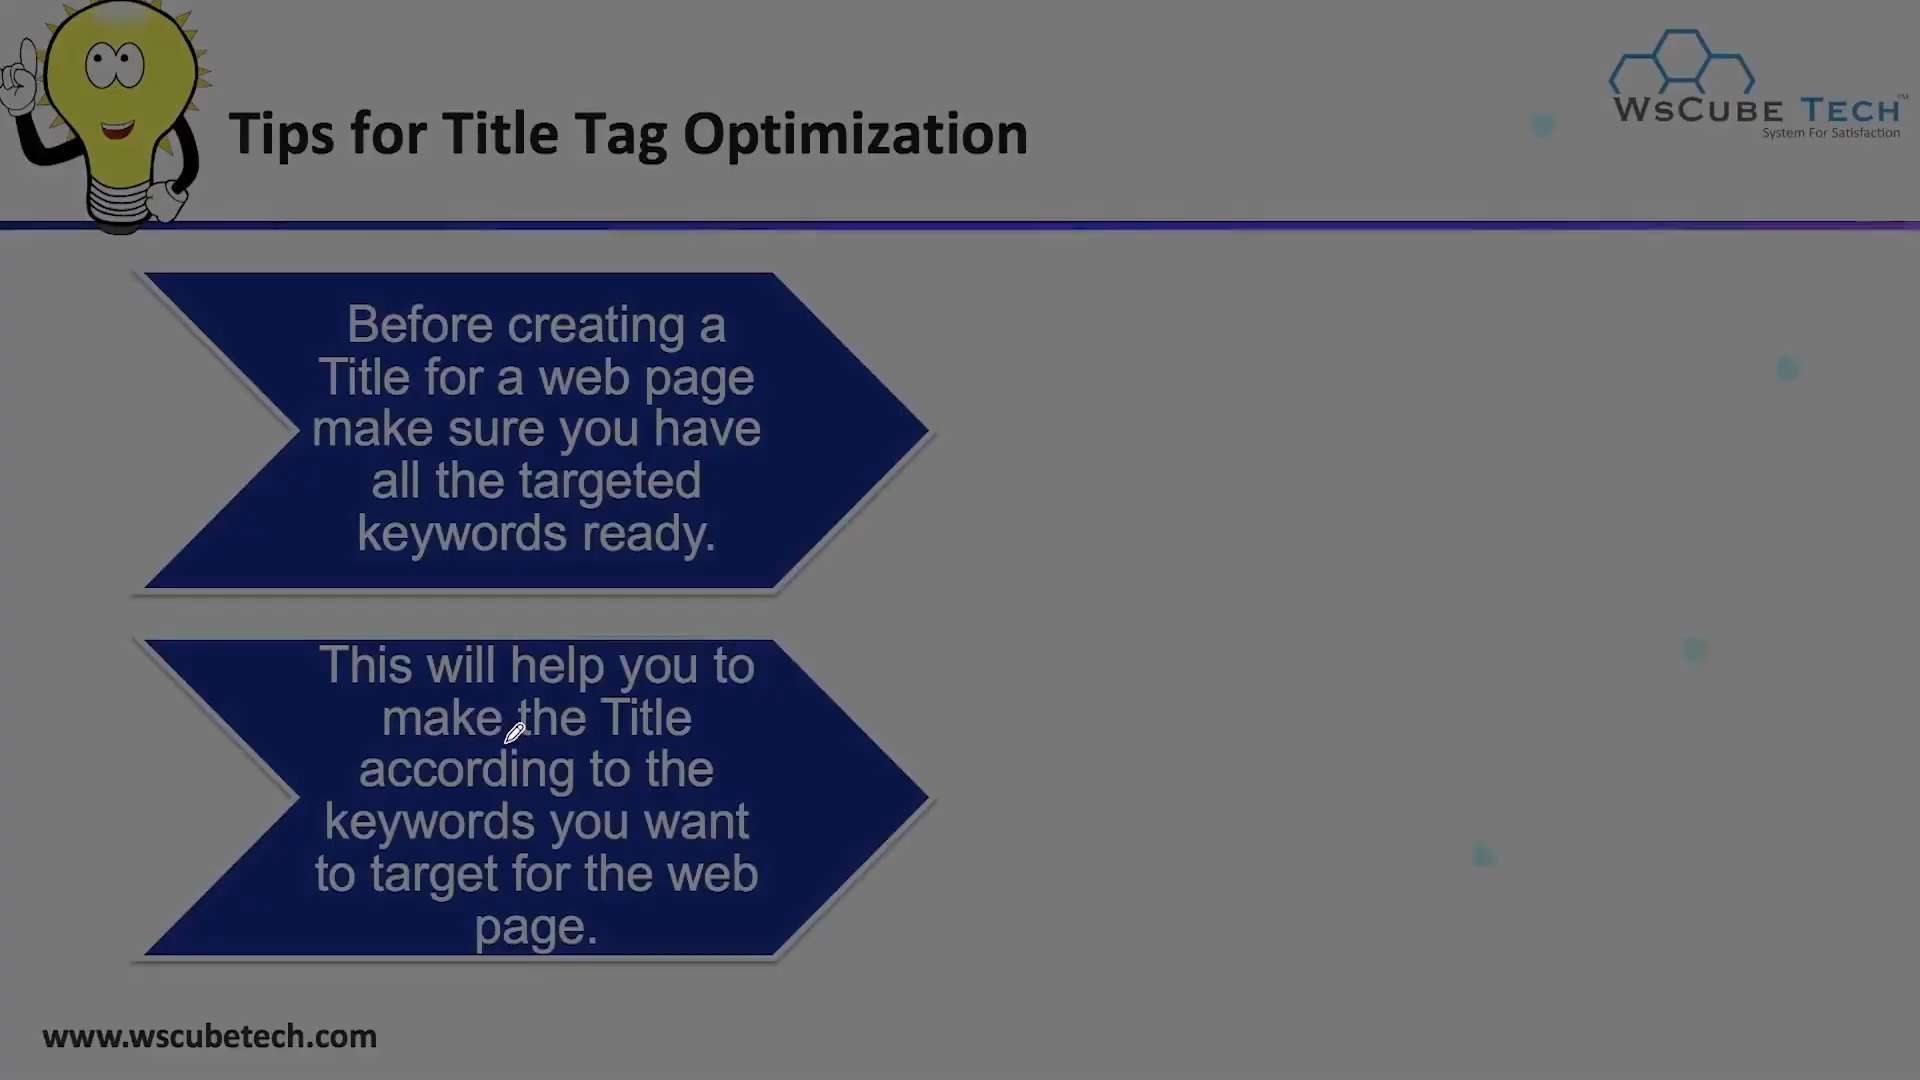 WSCUBE TECH™
System For Satisfaction
Tips for Title Tag Optimization
Before creating a
Title for a web page
make sure you have
all the targeted
keywords ready.
This will help you to
make the Title
according to the
keywords you want
to target for the web
page.
www.wscubetech.com